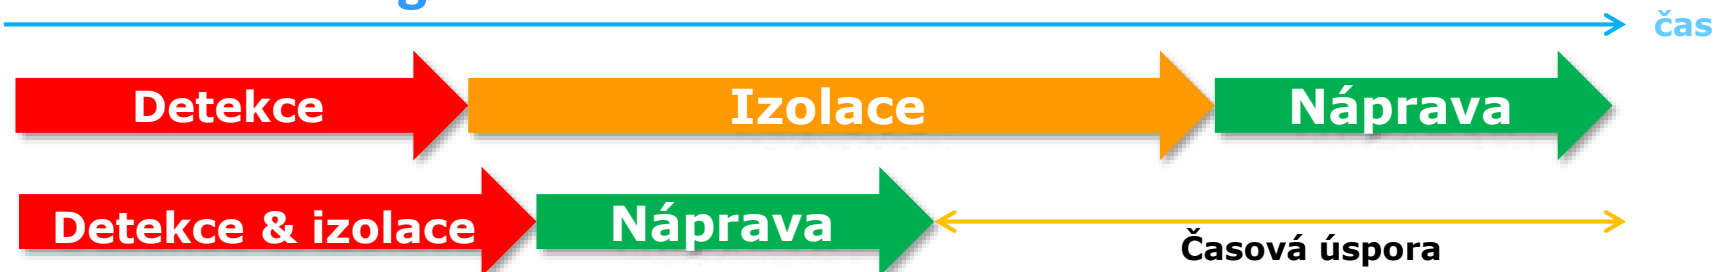 čas
Detekce Izolace Náprava
Detekce & izolace Náprava
Časová úspora